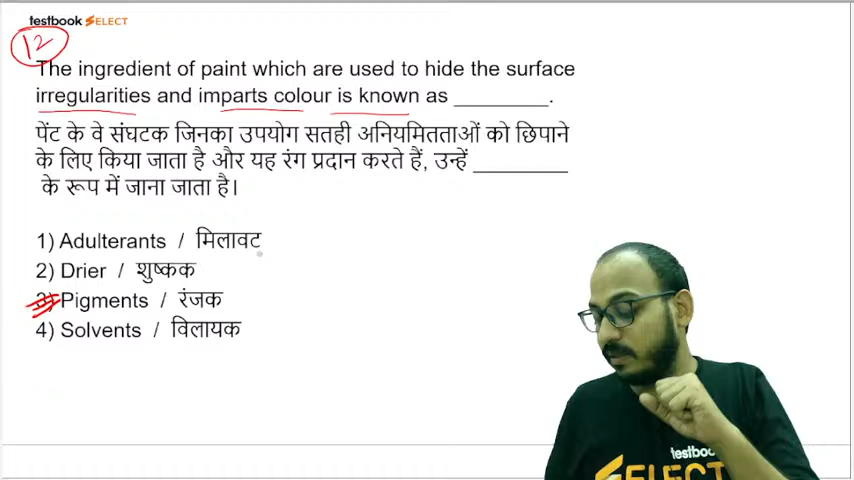 testbook SELECT
12
The ingredient of paint which are used to hide the surface
irregularities and imparts colour is known as _________.
पेंट के वे संघटक जिनका उपयोग सतही अनियमितताओं को छिपाने
के लिए किया जाता है और यह रंग प्रदान करते हैं, उन्हें _________
के रूप में जाना जाता है।
1) Adulterants / मिलावट
2) Drier / शुष्कक
3) Pigments / रंजक
4) Solvents / विलायक
testbook
SELECT